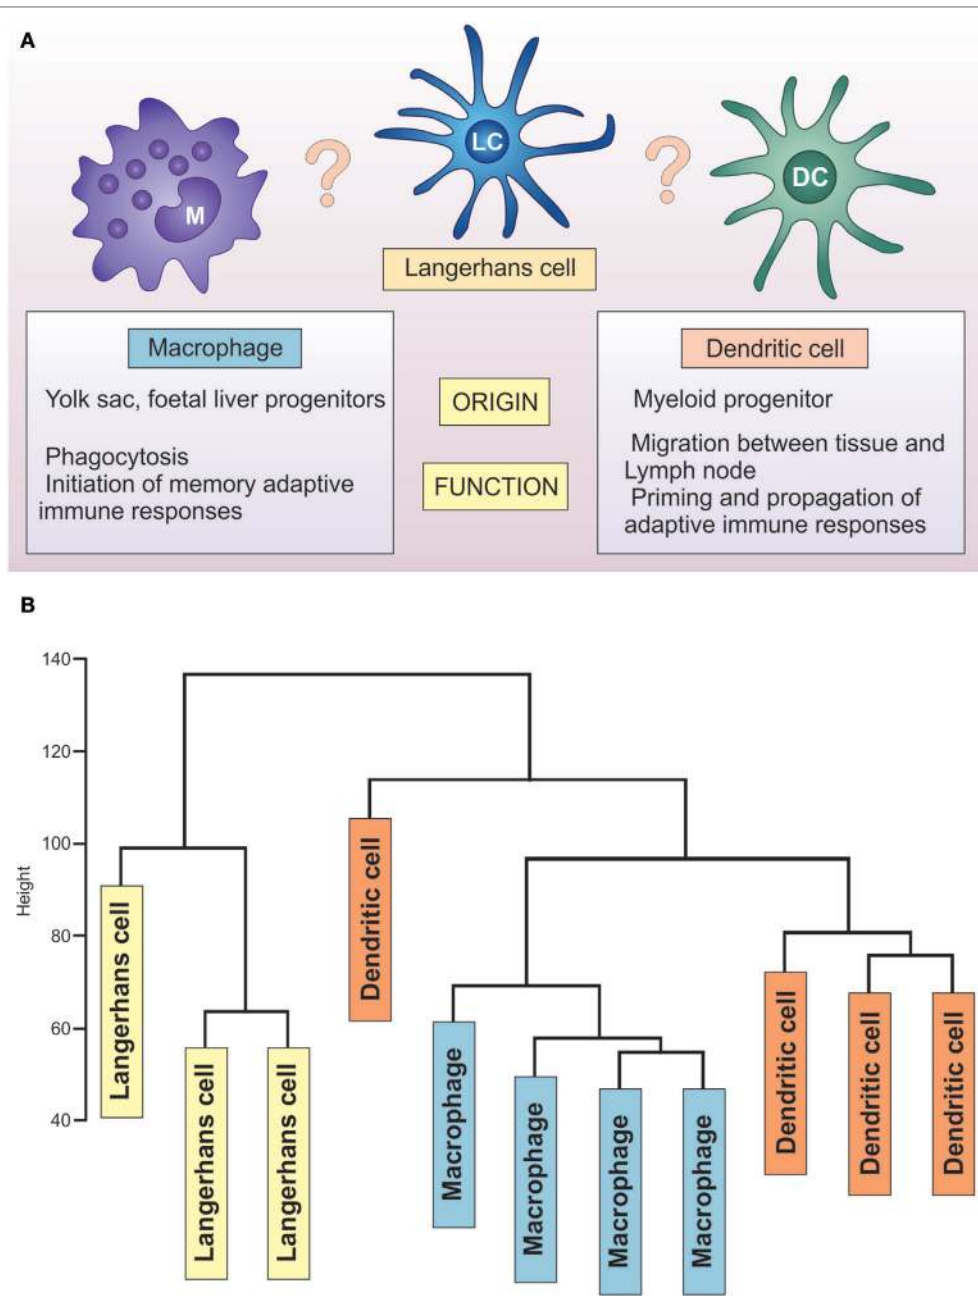 A
?
?
M
LC
DC
Langerhans cell
Macrophage
Yolk sac, foetal liver progenitors
Phagocytosis
Initiation of memory adaptive
immune responses
ORIGIN
FUNCTION
Dendritic cell
Myeloid progenitor
Migration between tissue and
Lymph node
Priming and propagation of
adaptive immune responses
B
Height
140
120
100
80
60
40
Langerhans cell
Langerhans cell
Langerhans cell
Dendritic cell
Macrophage
Macrophage
Macrophage
Macrophage
Dendritic cell
Dendritic cell
Dendritic cell